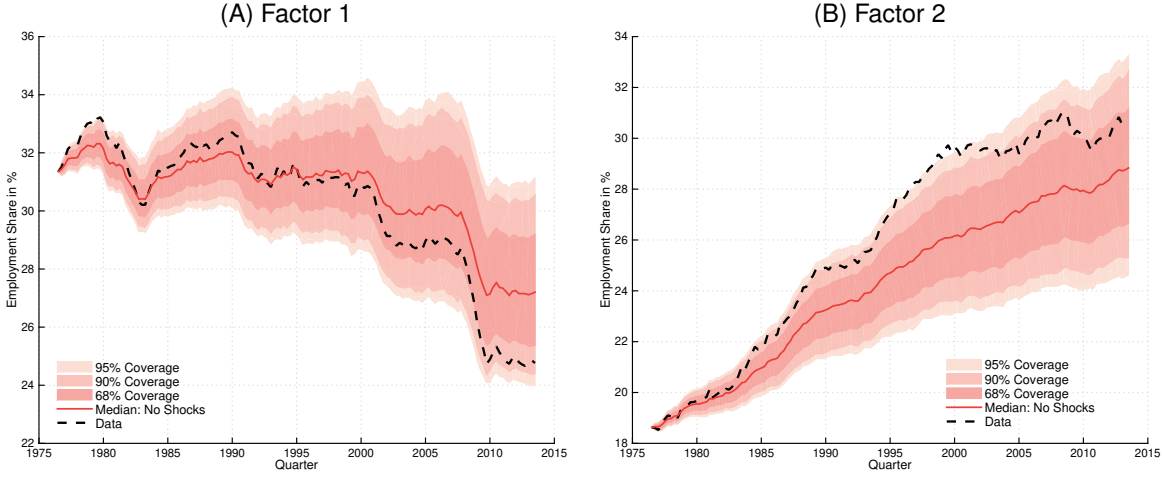 (A) Factor 1
36
34
32
30
28
26
24
22
Employment Share in %
95% Coverage
90% Coverage
68% Coverage
Median: No Shocks
Data
1975 1980 1985 1990 1995 2000 2005 2010 2015
Quarter
(B) Factor 2
34
32
30
28
26
24
22
20
18
Employment Share in %
95% Coverage
90% Coverage
68% Coverage
Median: No Shocks
Data
1975 1980 1985 1990 1995 2000 2005 2010 2015
Quarter